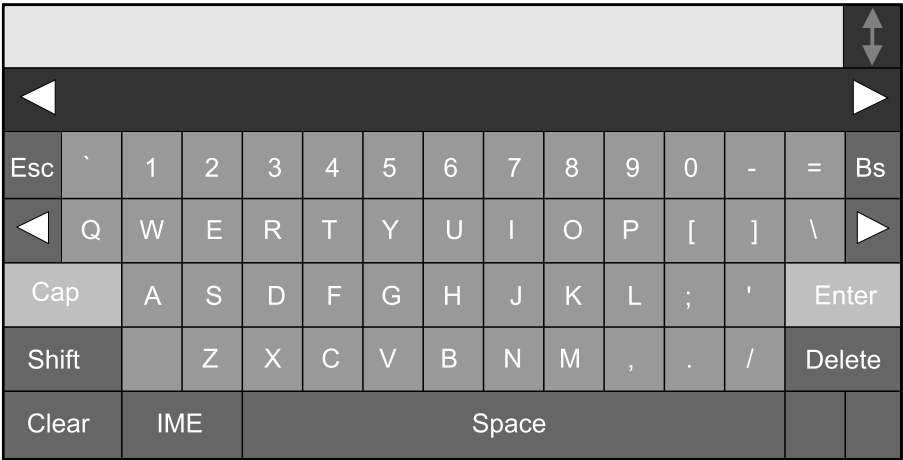 Esc ` 1 2 3 4 5 6 7 8 9 0 - = Bs
Q W E R T Y U I O P [ ] \
Cap A S D F G H J K L ; ' Enter
Shift Z X C V B N M , . / Delete
Clear IME Space